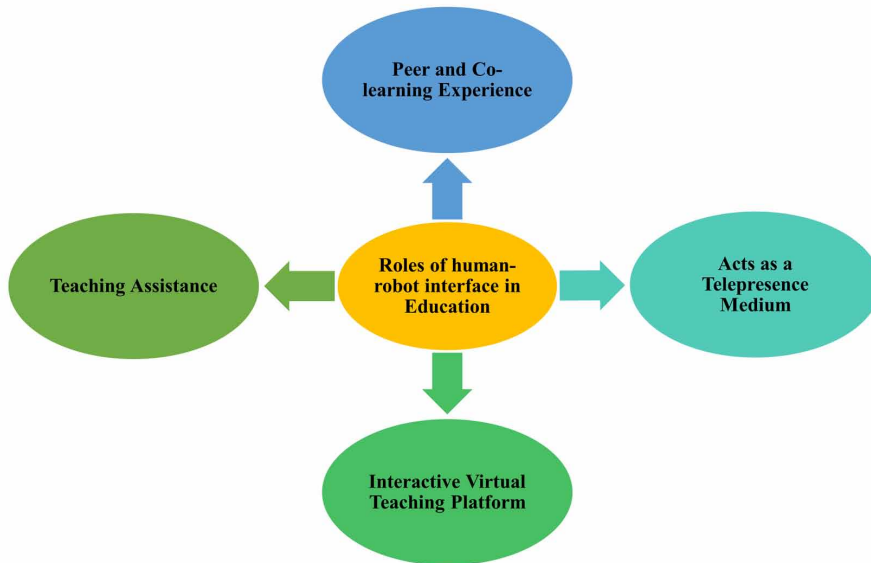 Peer and Co-
learning Experience
Teaching Assistance
Roles of human-
robot interface in
Education
Acts as a
Telepresence
Medium
Interactive Virtual
Teaching Platform